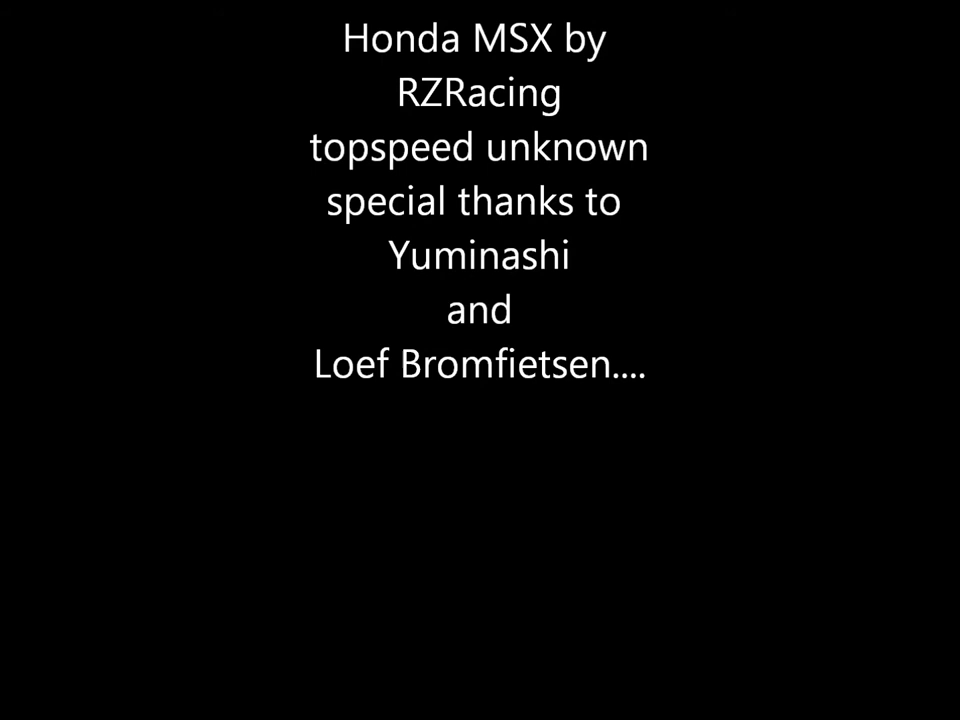 Honda MSX by
RZRacing
topspeed unknown
special thanks to
Yuminashi
and
Loef Bromfietsen....